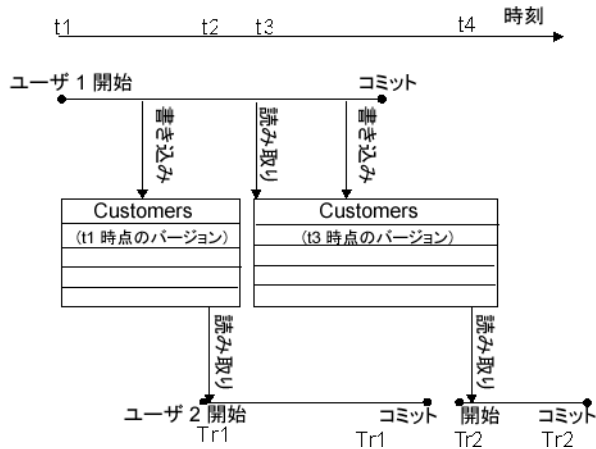 時刻
t1 t2 t3 t4
ユーザ 1 開始 コミット
書き込み 読み取り 書き込み
Customers Customers
(t1 時点のバージョン) (t3 時点のバージョン)
読み取り 読み取り
ユーザ 2 開始 コミット 開始 コミット
Tr1 Tr1 Tr2 Tr2